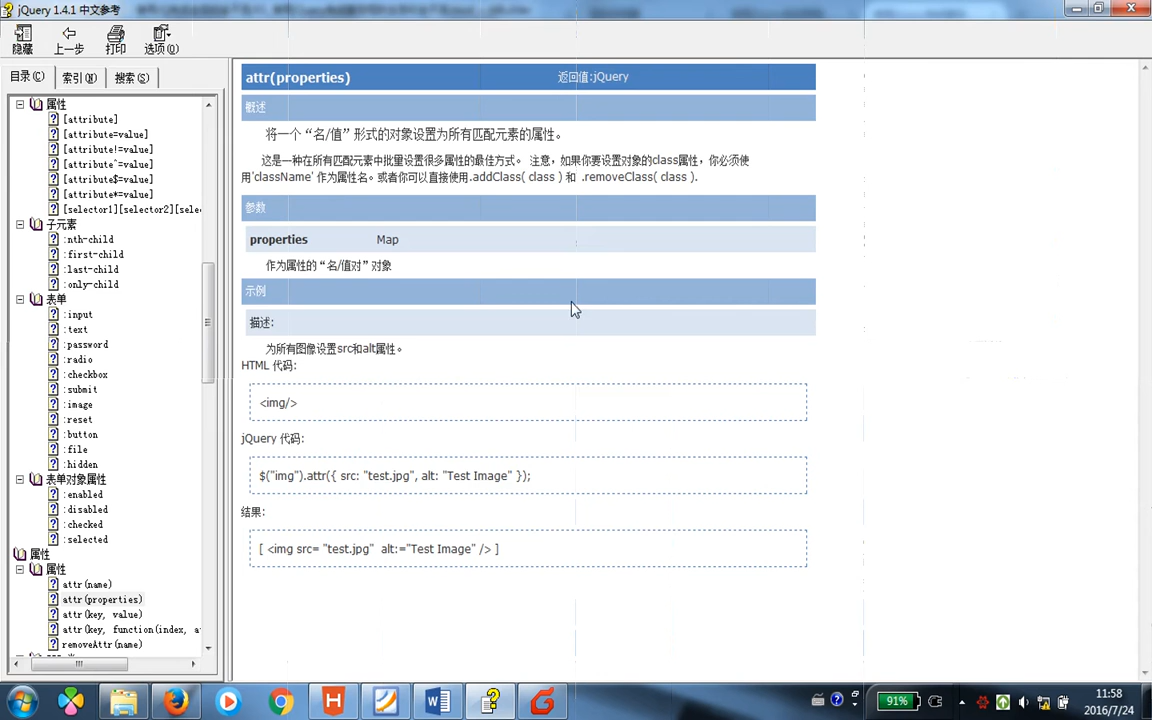 jQuery 1.4.1 中文参考
隐藏 上一步 打印 选项(O)
目录(C) 索引(N) 搜索(S)
属性
[attribute]
[attribute=value]
[attribute!=value]
[attribute^=value]
[attribute$=value]
[attribute*=value]
[selector1][selector2][sele
子元素
:nth-child
:first-child
:last-child
:only-child
表单
:input
:text
:password
:radio
:checkbox
:submit
:image
:reset
:button
:file
:hidden
表单对象属性
:enabled
:disabled
:checked
:selected
属性
属性
attr(name)
attr(properties)
attr(key, value)
attr(key, function(index, a
removeAttr(name)
attr(properties) 返回值:jQuery
概述
将一个“名/值”形式的对象设置为所有匹配元素的属性。
这是一种在所有匹配元素中批量设置很多属性的最佳方式。 注意，如果你要设置对象的class属性，你必须使
用'className' 作为属性名。或者你可以直接使用.addClass( class ) 和 .removeClass( class ).
参数
properties Map
作为属性的“名/值对”对象
示例
描述:
为所有图像设置src和alt属性。
HTML 代码:
<img/>
jQuery 代码:
$("img").attr({ src: "test.jpg", alt: "Test Image" });
结果:
[ <img src= "test.jpg" alt:="Test Image" /> ]
91%
11:58
2016/7/24